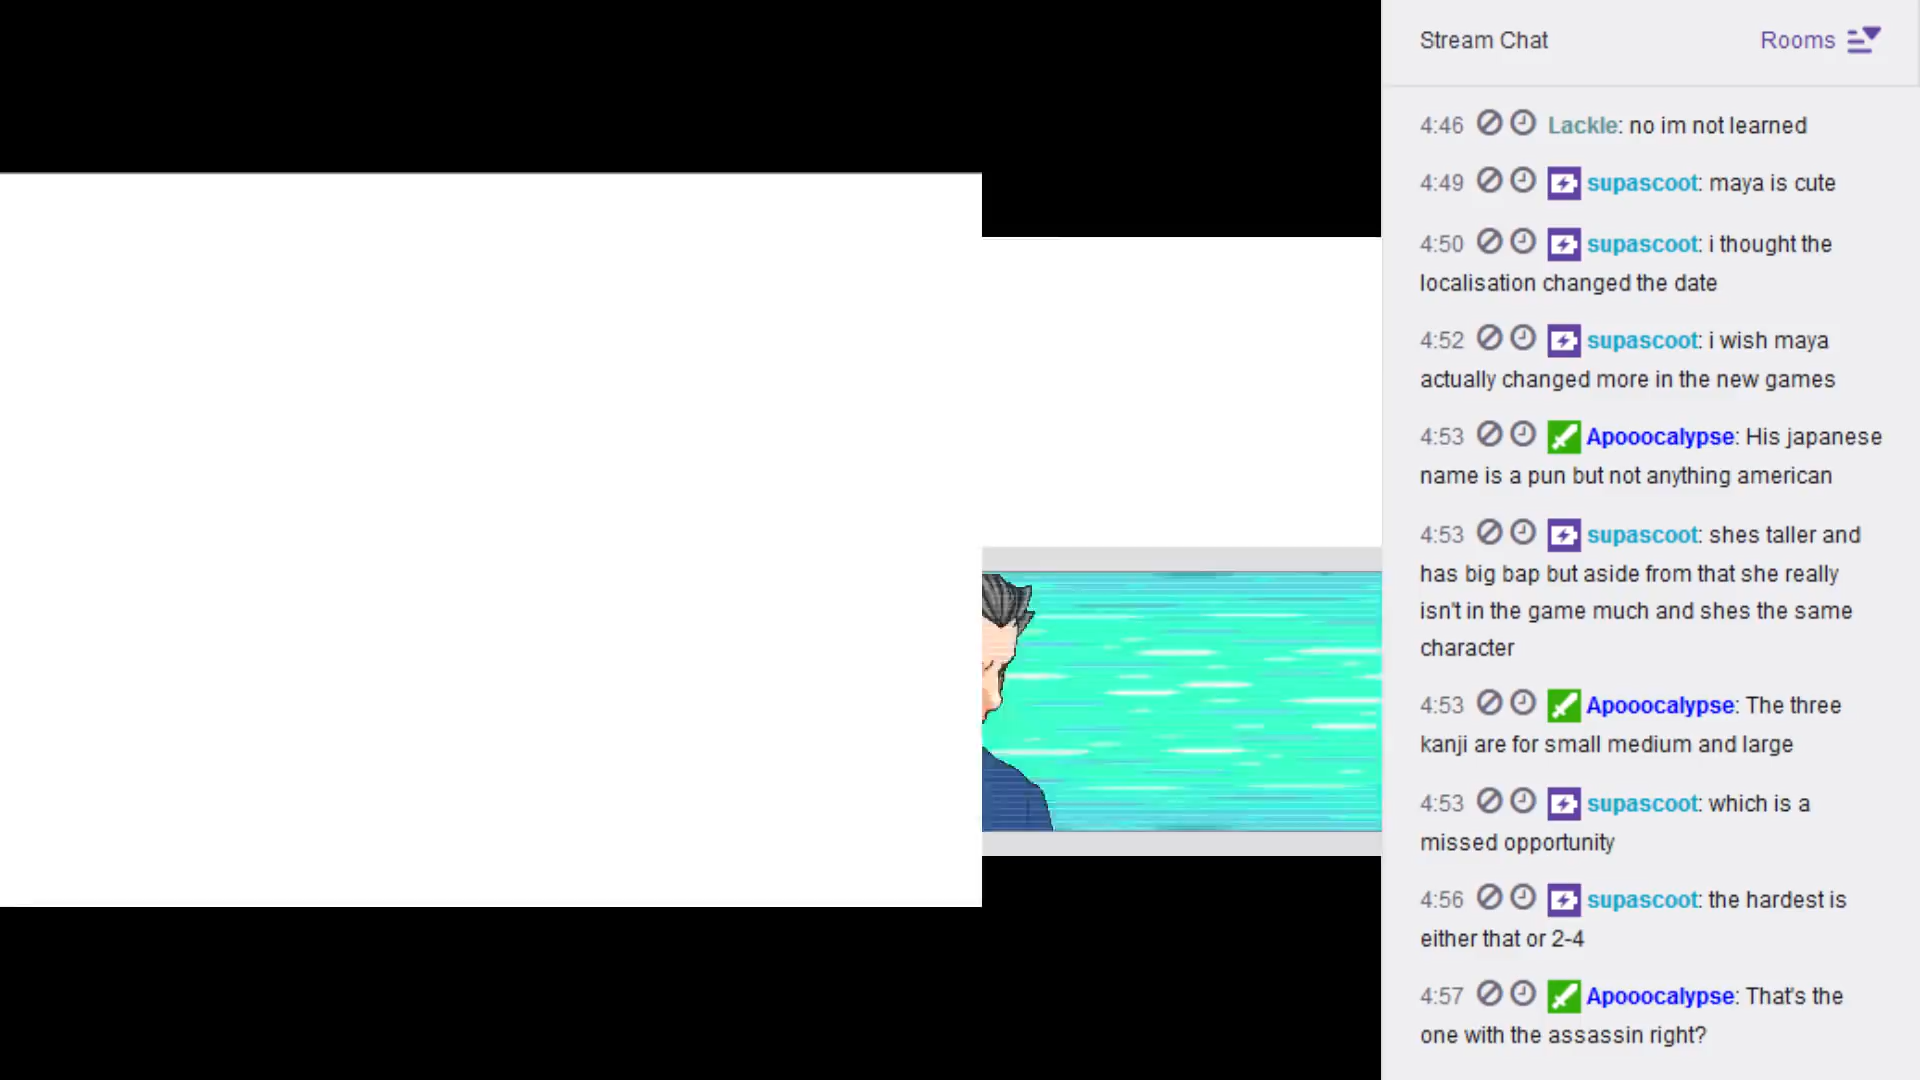 Stream Chat
Rooms
4:46 Lackle: no im not learned
4:49 supascoot: maya is cute
4:50 supascoot: i thought the
localisation changed the date
4:52 supascoot: i wish maya
actually changed more in the new games
4:53 Apooocalypse: His japanese
name is a pun but not anything american
4:53 supascoot: shes taller and
has big bap but aside from that she really
isn't in the game much and shes the same
character
4:53 Apooocalypse: The three
kanji are for small medium and large
4:53 supascoot: which is a
missed opportunity
4:56 supascoot: the hardest is
either that or 2-4
4:57 Apooocalypse: That's the
one with the assassin right?